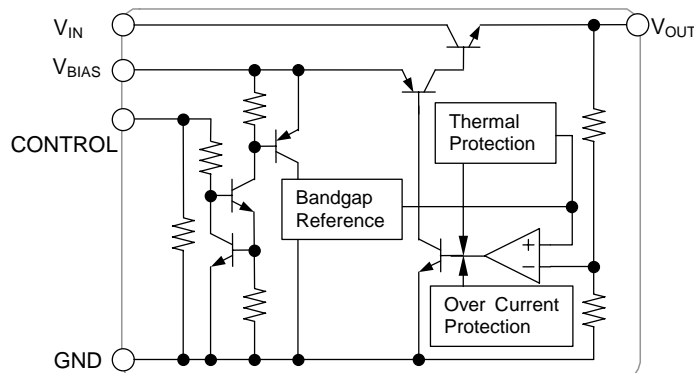 VIN
VOUT
VBIAS
CONTROL
Thermal
Protection
Bandgap
Reference
+
−
Over Current
Protection
GND